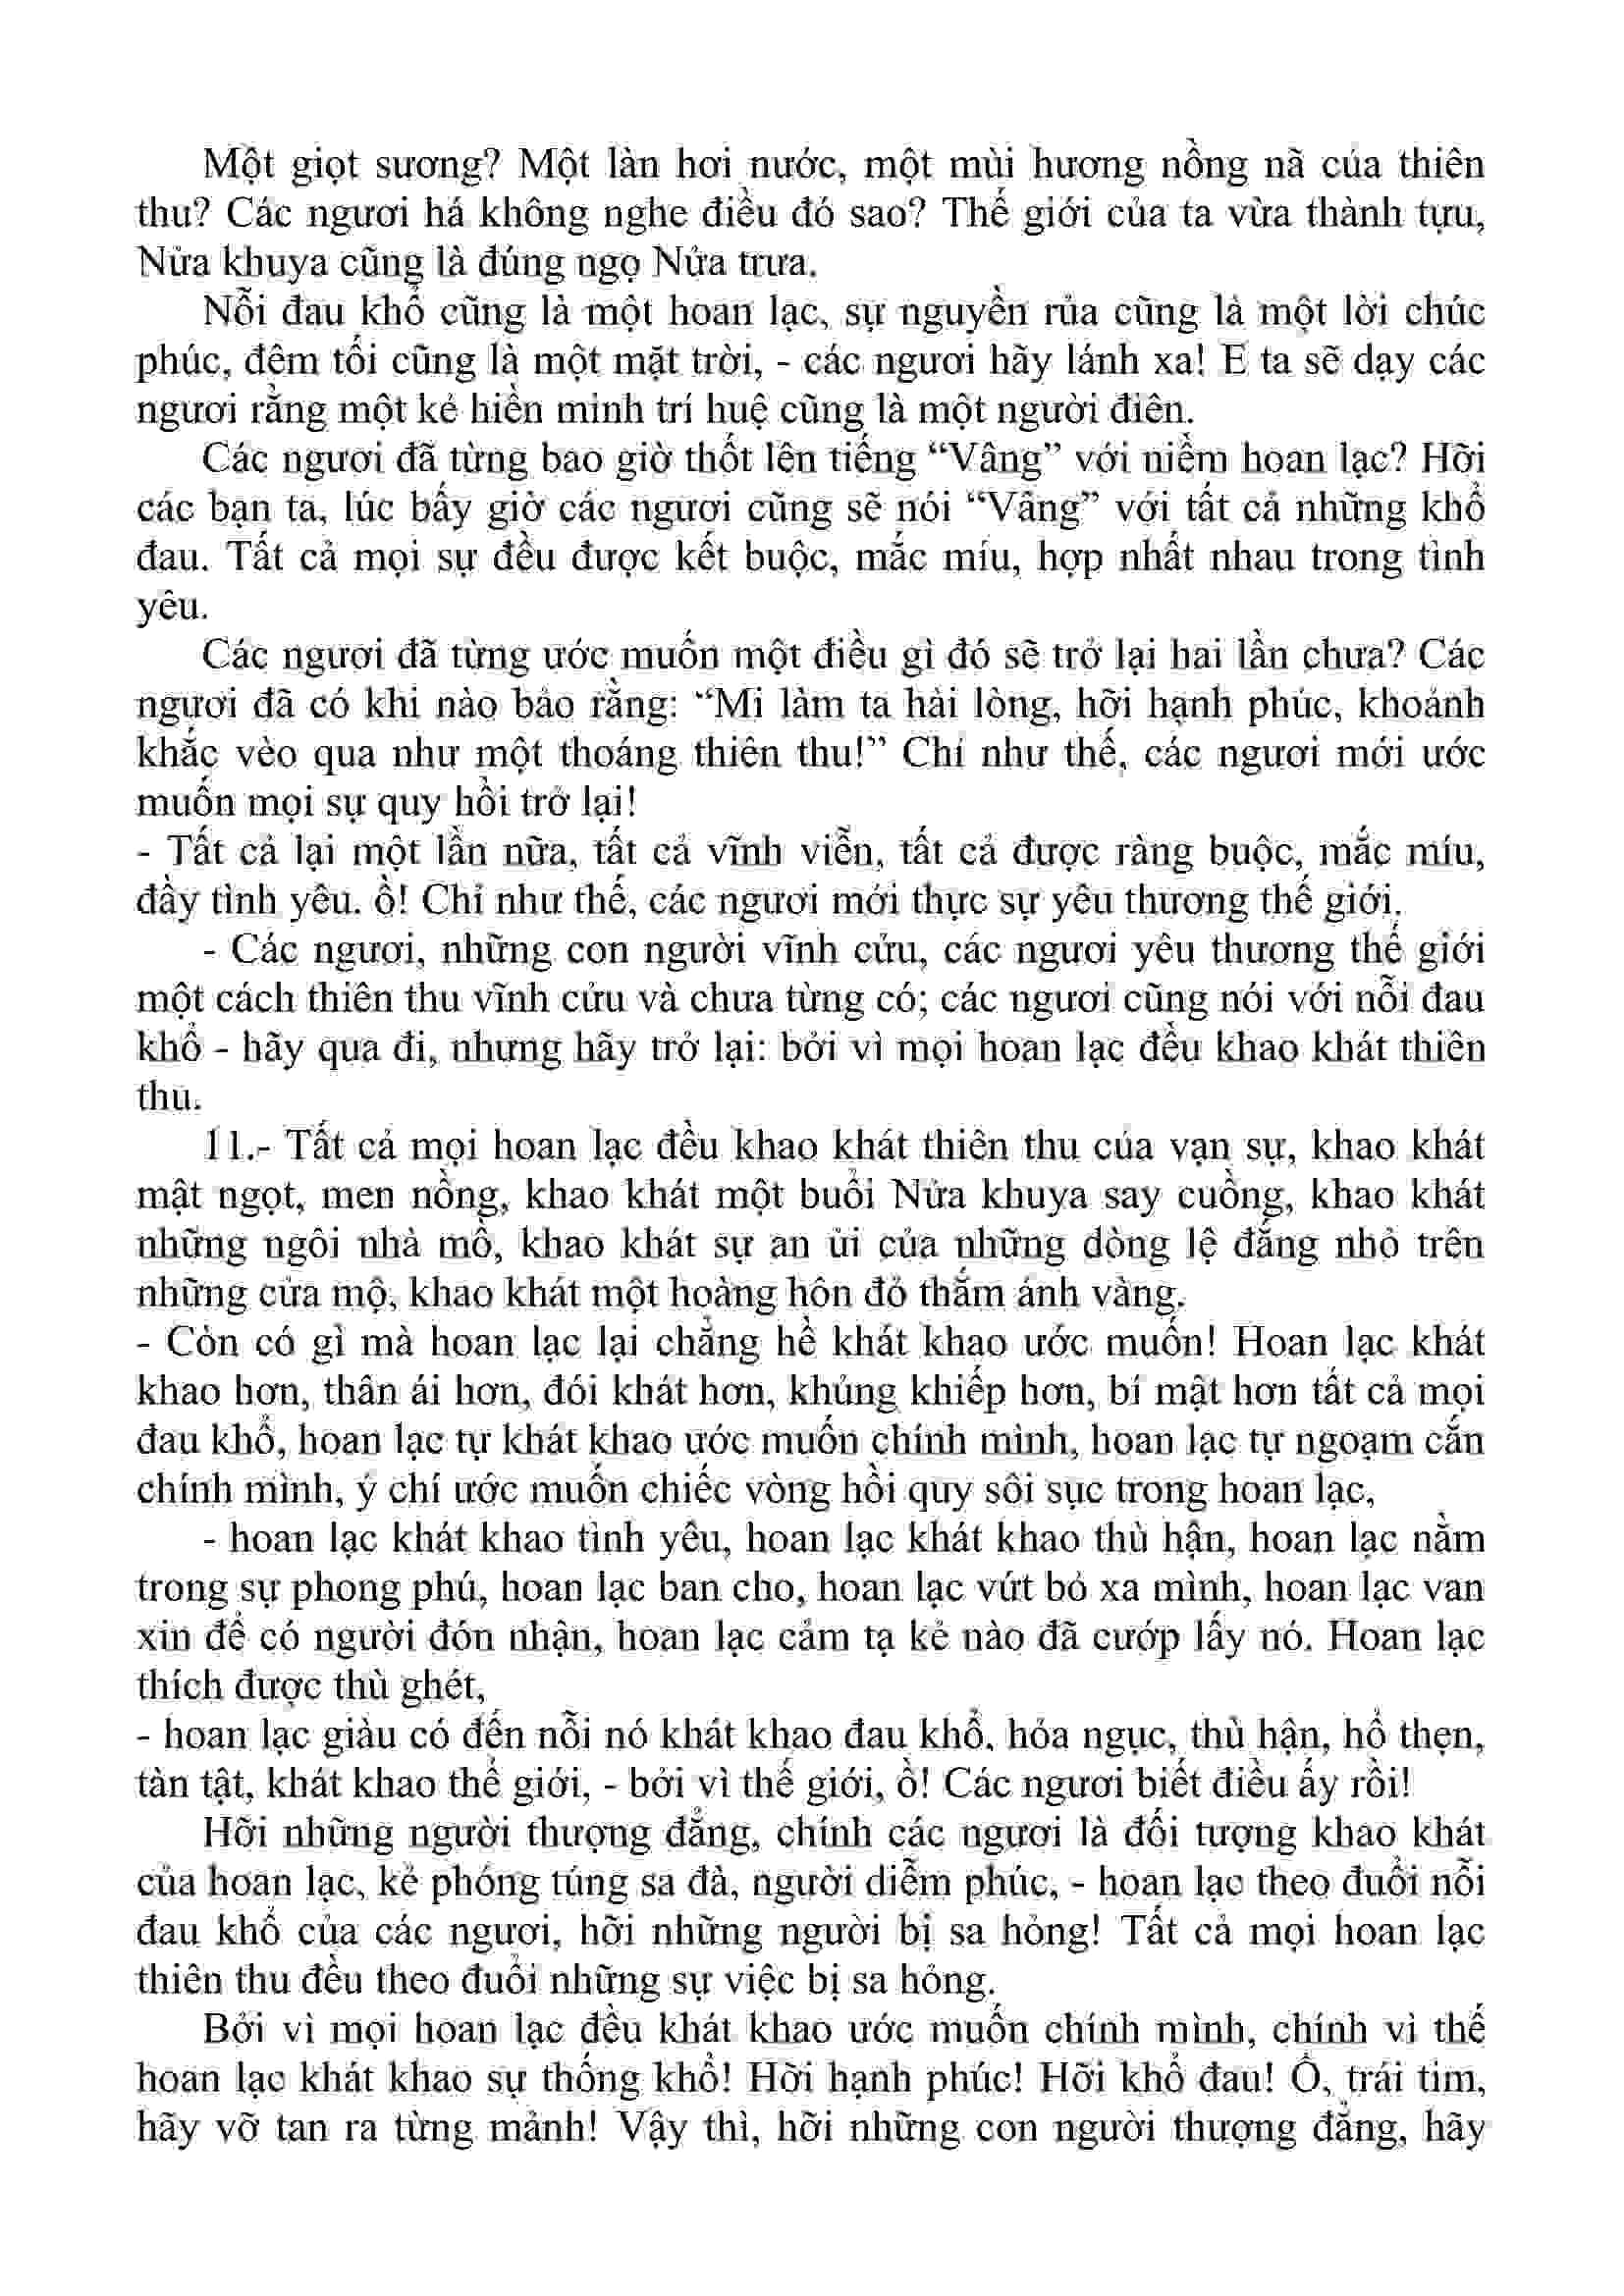 Một giọt sương? Một làn hơi nước, một mùi hương nồng nã của thiên
thu? Các ngươi há không nghe điều đó sao? Thế giới của ta vừa thành tựu,
Nửa khuya cũng là đúng ngọ Nửa trưa.
Nỗi đau khổ cũng là một hoan lạc, sự nguyền rủa cũng là một lời chúc
phúc, đêm tối cũng là một mặt trời, - các ngươi hãy lánh xa! E ta sẽ dạy các
ngươi rằng một kẻ hiền minh trí huệ cũng là một người điên.
Các ngươi đã từng bao giờ thốt lên tiếng “Vâng” với niềm hoan lạc? Hỡi
các bạn ta, lúc bấy giờ các ngươi cũng sẽ nói “Vâng” với tất cả những khổ
đau. Tất cả mọi sự đều được kết buộc, mắc míu, hợp nhất nhau trong tình
yêu.
Các ngươi đã từng ước muốn một điều gì đó sẽ trở lại hai lần chưa? Các
ngươi đã có khi nào bảo rằng: “Mi làm ta hài lòng, hỡi hạnh phúc, khoảnh
khắc vèo qua như một thoáng thiên thu!” Chỉ như thế, các ngươi mới ước
muốn mọi sự quy hồi trở lại!
- Tất cả lại một lần nữa, tất cả vĩnh viễn, tất cả được ràng buộc, mắc míu,
đầy tình yêu. ồ! Chỉ như thế, các ngươi mới thực sự yêu thương thế giới.
- Các ngươi, những con người vĩnh cửu, các ngươi yêu thương thế giới
một cách thiên thu vĩnh cửu và chưa từng có; các ngươi cũng nói với nỗi đau
khổ - hãy qua đi, nhưng hãy trở lại: bởi vì mọi hoan lạc đều khao khát thiên
thu.
11.- Tất cả mọi hoan lạc đều khao khát thiên thu của vạn sự, khao khát
mật ngọt, men nồng, khao khát một buổi Nửa khuya say cuồng, khao khát
những ngôi nhà mồ, khao khát sự an ủi của những dòng lệ đắng nhỏ trên
những cửa mộ, khao khát một hoàng hôn đỏ thắm ánh vàng.
- Còn có gì mà hoan lạc lại chẳng hề khát khao ước muốn! Hoan lạc khát
khao hơn, thân ái hơn, đói khát hơn, khủng khiếp hơn, bí mật hơn tất cả mọi
đau khổ, hoan lạc tự khát khao ước muốn chính mình, hoan lạc tự ngoạm cắn
chính mình, ý chí ước muốn chiếc vòng hồi quy sôi sục trong hoan lạc,
- hoan lạc khát khao tình yêu, hoan lạc khát khao thù hận, hoan lạc nằm
trong sự phong phú, hoan lạc ban cho, hoan lạc vứt bỏ xa mình, hoan lạc van
xin để có người đón nhận, hoan lạc cảm tạ kẻ nào đã cướp lấy nó. Hoan lạc
thích được thù ghét,
- hoan lạc giàu có đến nỗi nó khát khao đau khổ, hỏa ngục, thù hận, hổ thẹn,
tàn tật, khát khao thế giới, - bởi vì thế giới, ồ! Các ngươi biết điều ấy rồi!
Hỡi những người thượng đẳng, chính các ngươi là đối tượng khao khát
của hoan lạc, kẻ phóng túng sa đà, người diễm phúc, - hoan lạc theo đuổi nỗi
đau khổ của các ngươi, hỡi những người bị sa hỏng! Tất cả mọi hoan lạc
thiên thu đều theo đuổi những sự việc bị sa hỏng.
Bởi vì mọi hoan lạc đều khát khao ước muốn chính mình, chính vì thế
hoan lạc khát khao sự thống khổ! Hỡi hạnh phúc! Hỡi khổ đau! Ồ, trái tim,
hãy vỡ tan ra từng mảnh! Vậy thì, hỡi những con người thượng đẳng, hãy